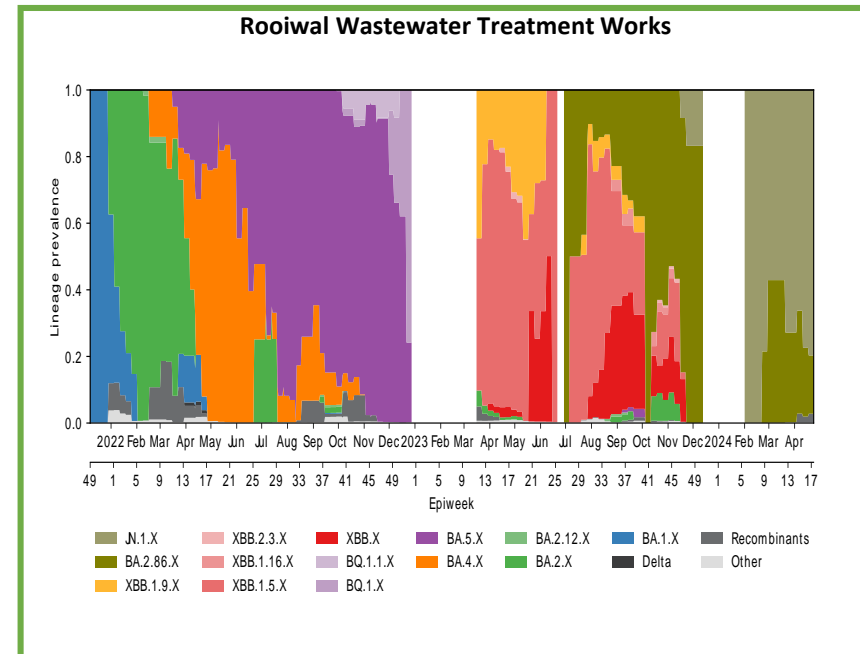 Rooiwal Wastewater Treatment Works
1.0
0.8
0.6
0.4
0.2
0.0
Lineage prevalence
2022 Feb Mar Apr May Jun Jul Aug Sep Oct Nov Dec 2023 Feb Mar Apr May Jun Jul Aug Sep Oct Nov Dec 2024 Feb Mar Apr
49 1 5 9 13 17 21 25 29 33 37 41 45 49 1 5 9 13 17 21 25 29 33 37 41 45 49 1 5 9 13 17
Epiweek
JN.1.X XBB.2.3.X XBB.X BA.5.X BA.2.12.X BA.1.X Recombinants
BA.2.86.X XBB.1.16.X BQ.1.1.X BA.4.X BA.2.X Delta Other
XBB.1.9.X XBB.1.5.X BQ.1.X